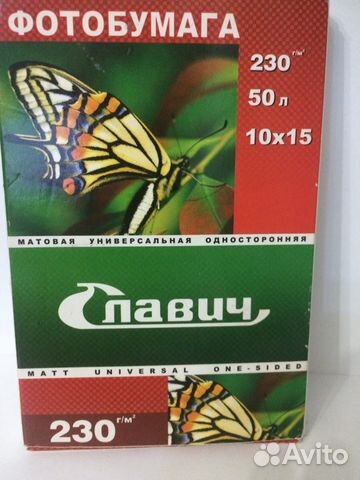 ФОТОБУМАГА
230 г/м²
50 л
10x15
МАТОВАЯ УНИВЕРСАЛЬНАЯ ОДНОСТОРОННЯЯ
Славич
MATT UNIVERSAL ONE-SIDED
230 г/м²
Avito